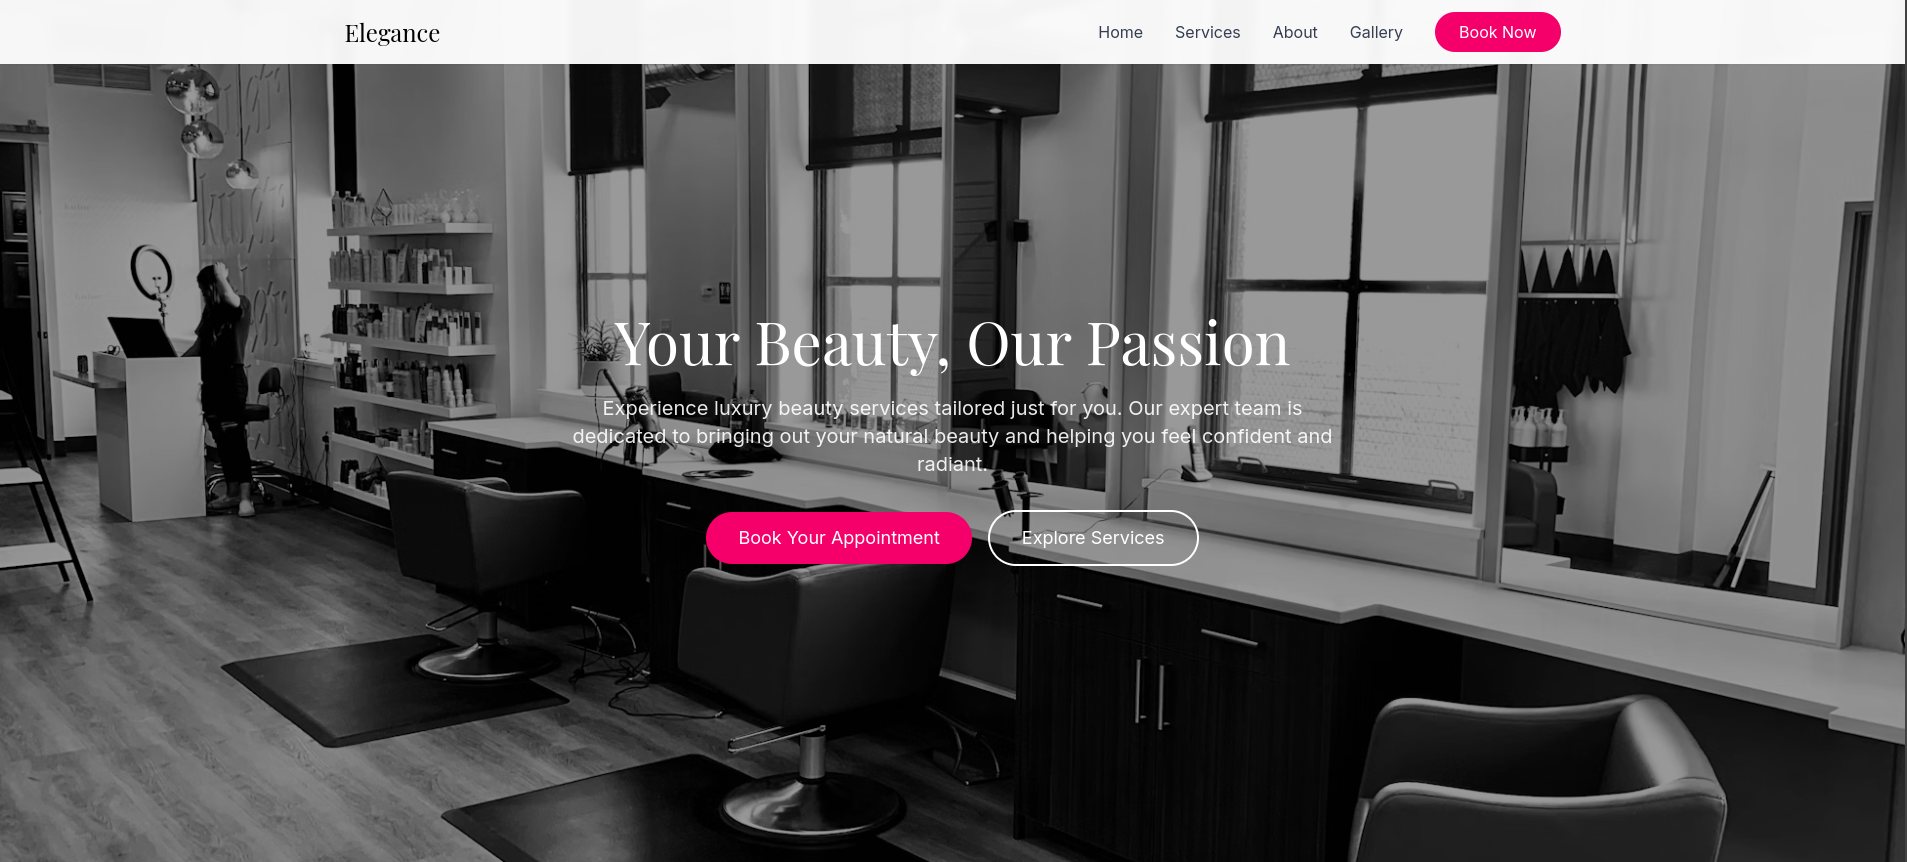 Elegance
Home Services About Gallery Book Now
Your Beauty, Our Passion
Experience luxury beauty services tailored just for you. Our expert team is
dedicated to bringing out your natural beauty and helping you feel confident and
radiant.
Book Your Appointment Explore Services